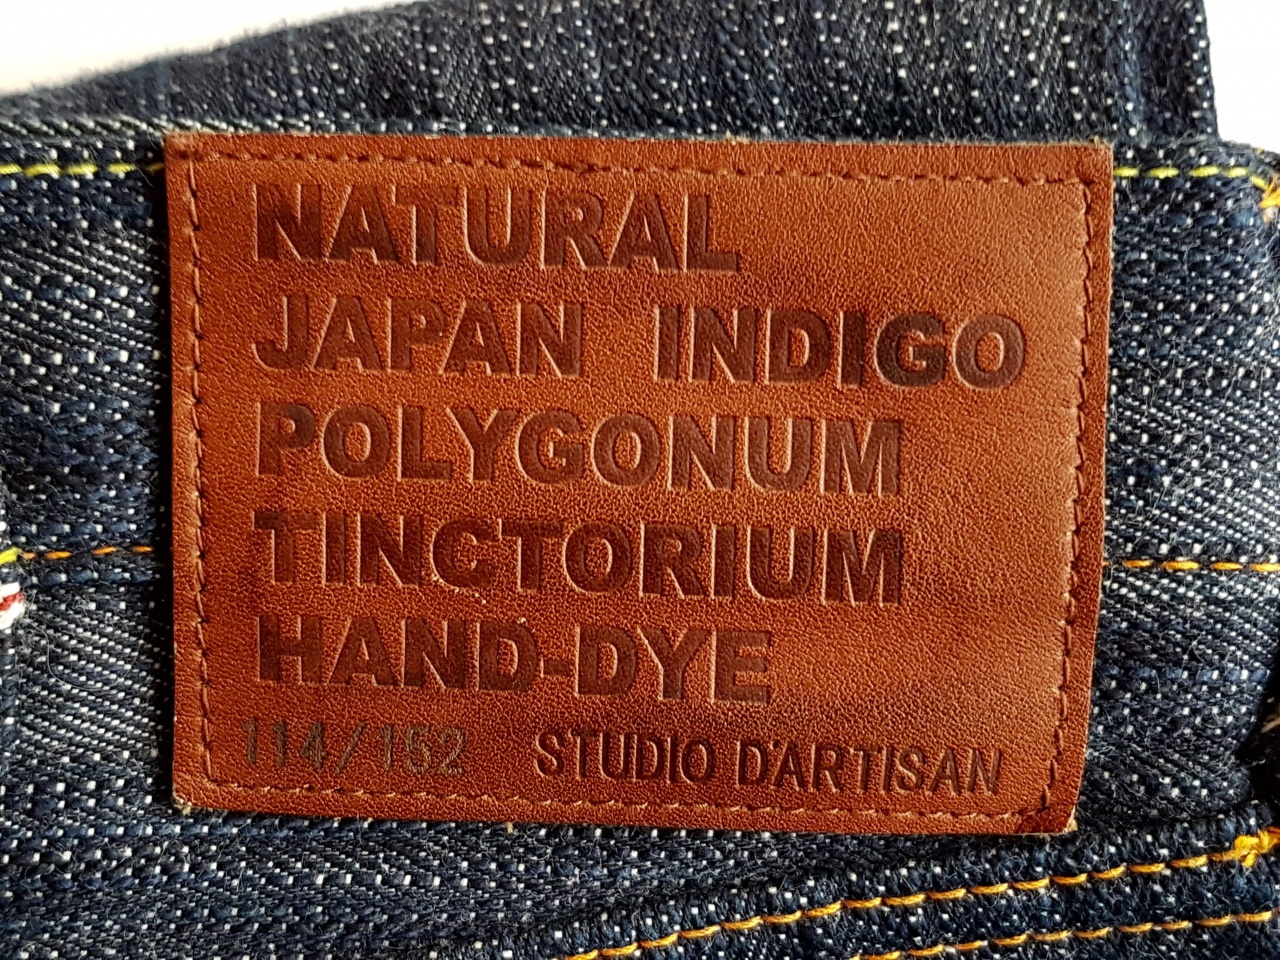 NATURAL
JAPAN INDIGO
POLYGONUM
TINCTORIUM
HAND-DYE
114/152 STUDIO D'ARTISAN